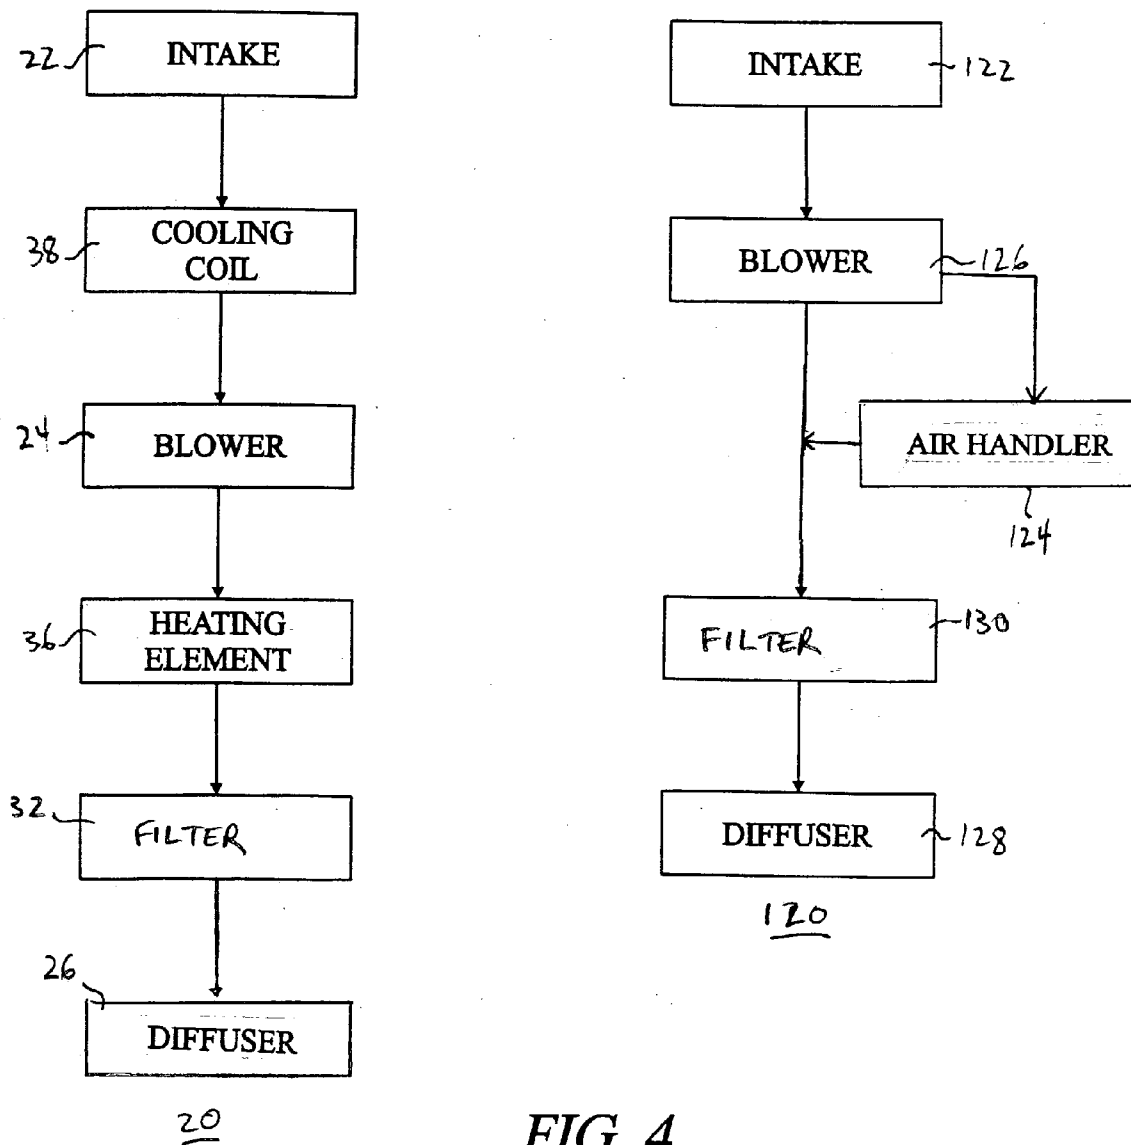 22
INTAKE
38
COOLING
COIL
24
BLOWER
36
HEATING
ELEMENT
32
FILTER
26
DIFFUSER
20
INTAKE
122
BLOWER
126
AIR HANDLER
124
FILTER
130
DIFFUSER
128
120
FIG. 4